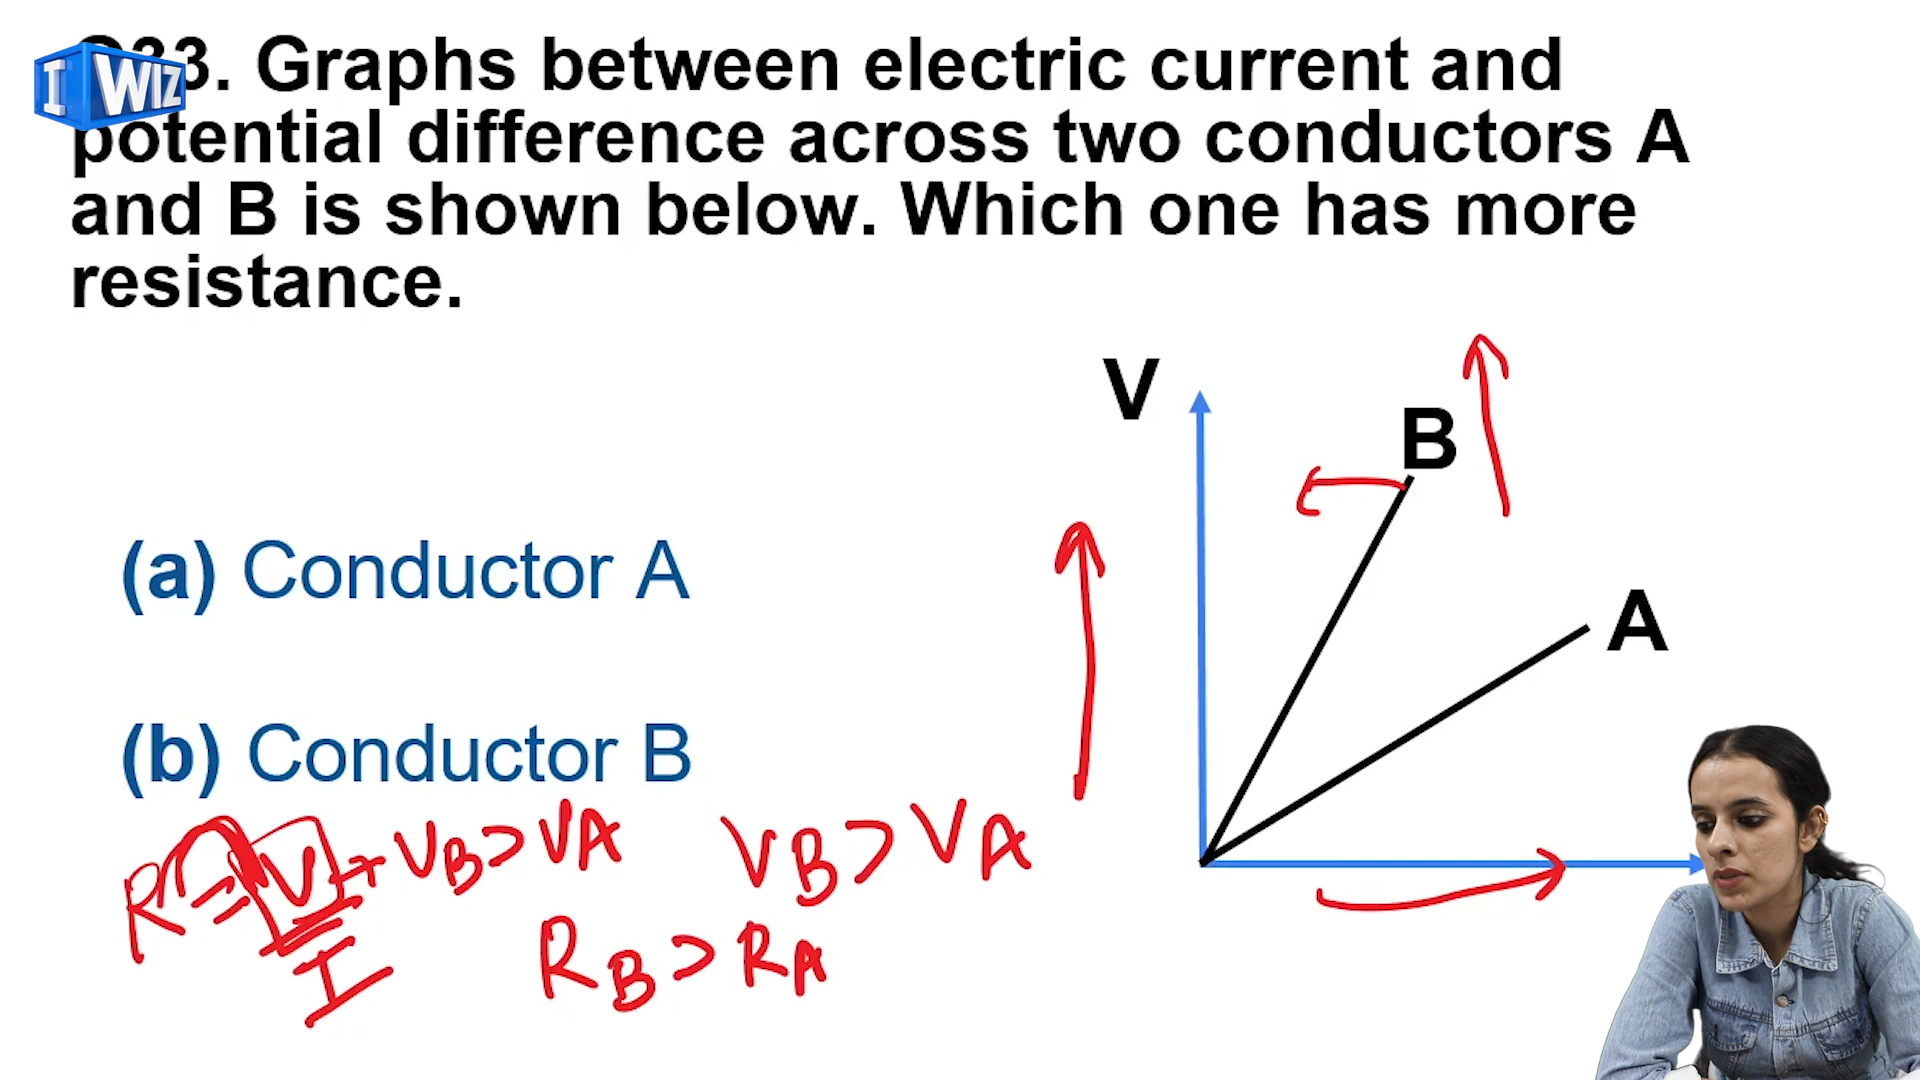 I WIZ
33. Graphs between electric current and
potential difference across two conductors A
and B is shown below. Which one has more
resistance.
V
B
A
(a) Conductor A
(b) Conductor B
R = V/I → VB > VA
VB > VA
RB > RA